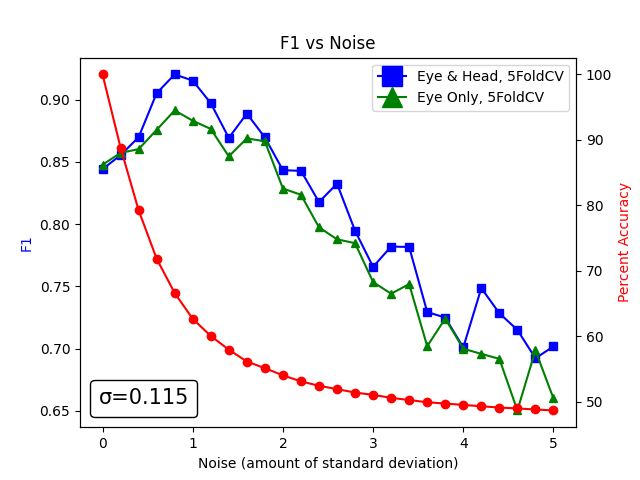 F1 vs Noise
Eye & Head, 5FoldCV
Eye Only, 5FoldCV
F1
0.90
0.85
0.80
0.75
0.70
0.65
100
90
80
70
60
50
Percent Accuracy
σ=0.115
0 1 2 3 4 5
Noise (amount of standard deviation)